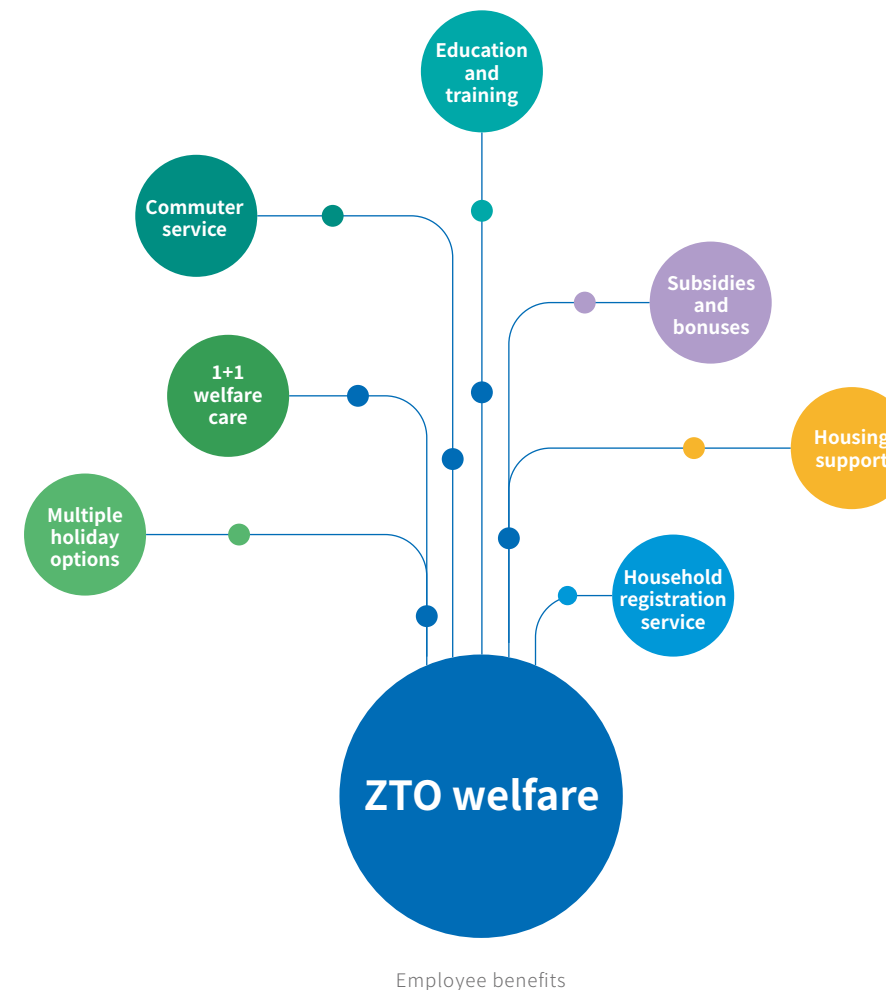 Education
and
training
Commuter
service
Subsidies
and
bonuses
1+1
welfare
care
Housing
support
Multiple
holiday
options
Household
registration
service
ZTO welfare
Employee benefits